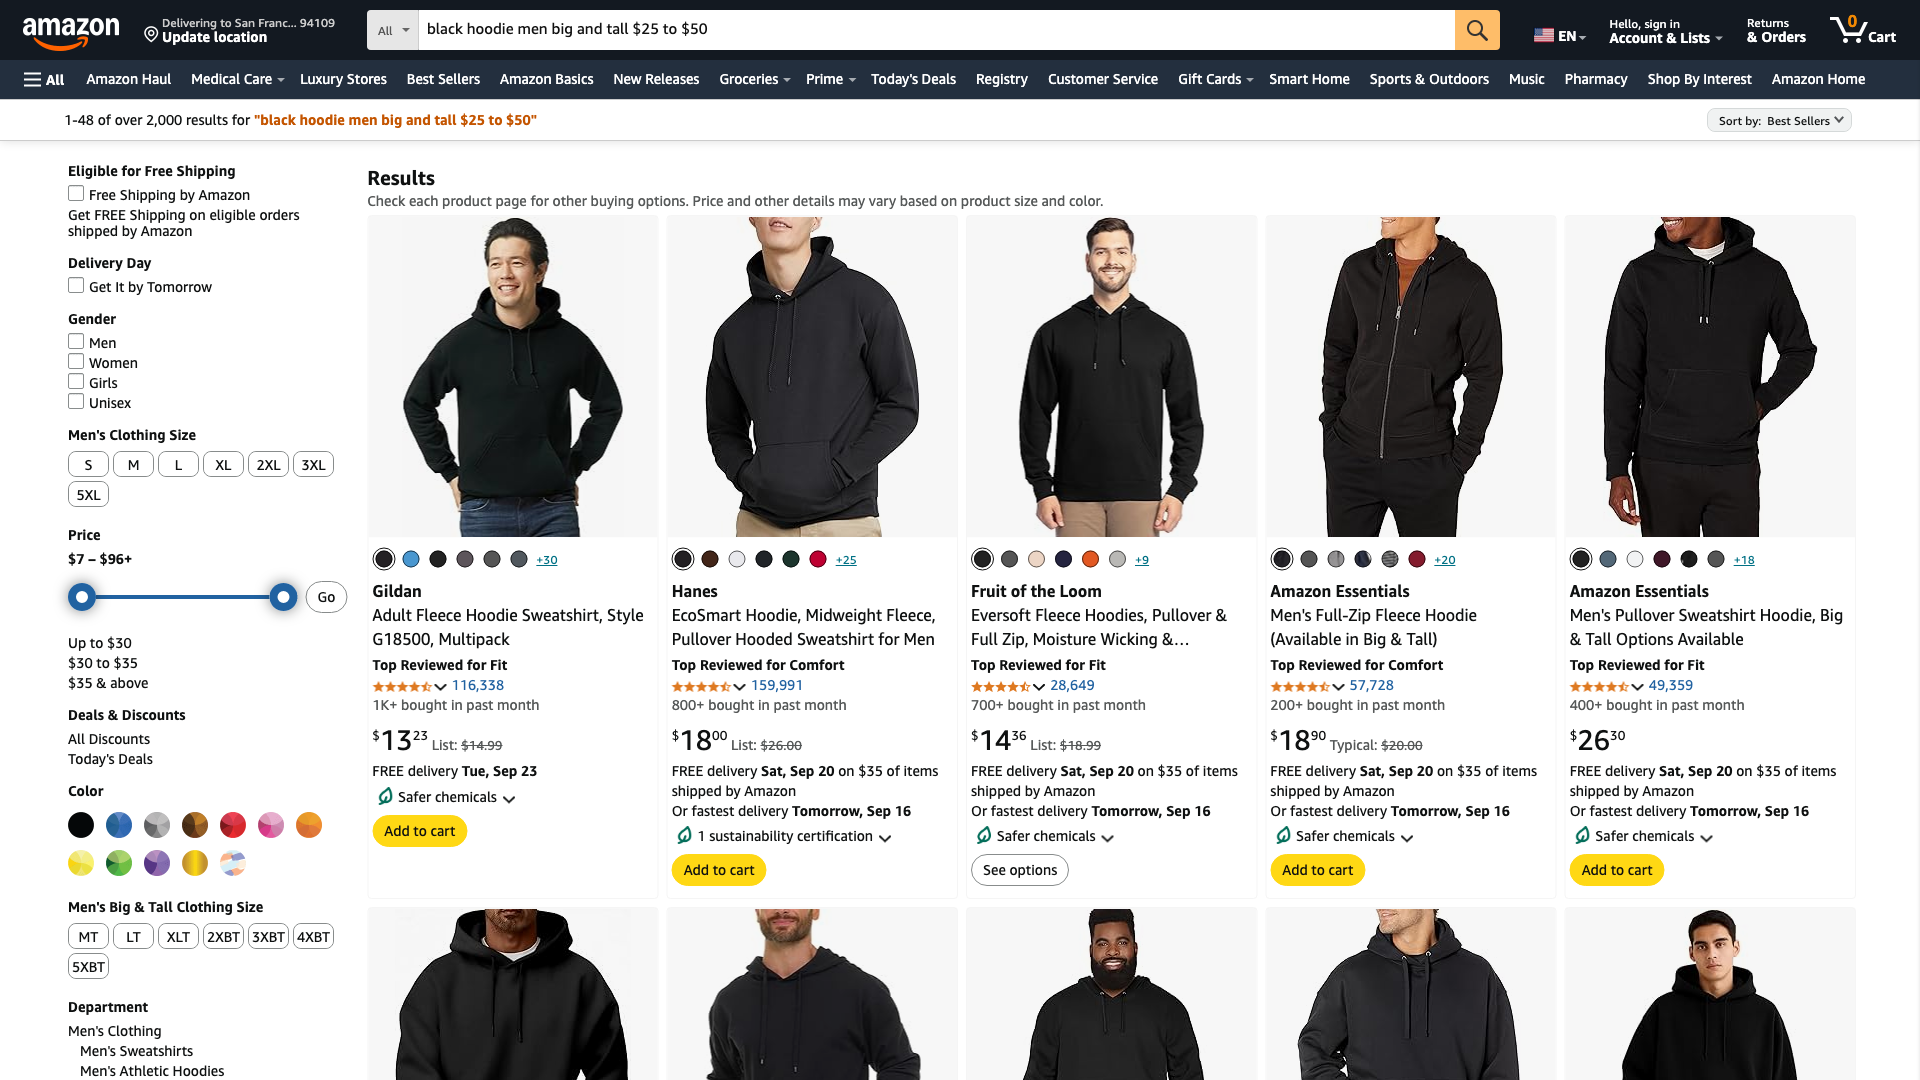 amazon
Delivering to San Franc... 94109
Update location
All
black hoodie men big and tall $25 to $50
EN
Hello, sign in
Account & Lists
Returns
& Orders
0
Cart
All
Amazon Haul
Medical Care
Luxury Stores
Best Sellers
Amazon Basics
New Releases
Groceries
Prime
Today's Deals
Registry
Customer Service
Gift Cards
Smart Home
Sports & Outdoors
Music
Pharmacy
Shop By Interest
Amazon Home
1-48 of over 2,000 results for "black hoodie men big and tall $25 to $50"
Sort by: Best Sellers
Eligible for Free Shipping
Free Shipping by Amazon
Get FREE Shipping on eligible orders
shipped by Amazon
Delivery Day
Get It by Tomorrow
Gender
Men
Women
Girls
Unisex
Men's Clothing Size
S
M
L
XL
2XL
3XL
5XL
Price
$7 – $96+
Go
Up to $30
$30 to $35
$35 & above
Deals & Discounts
All Discounts
Today's Deals
Color
Men's Big & Tall Clothing Size
MT
LT
XLT
2XBT
3XBT
4XBT
5XBT
Department
Men's Clothing
Men's Sweatshirts
Men's Athletic Hoodies
Results
Check each product page for other buying options. Price and other details may vary based on product size and color.
+30
Gildan
Adult Fleece Hoodie Sweatshirt, Style
G18500, Multipack
Top Reviewed for Fit
116,338
1K+ bought in past month
$13.23 List: $14.99
FREE delivery Tue, Sep 23
Safer chemicals
Add to cart
+25
Hanes
EcoSmart Hoodie, Midweight Fleece,
Pullover Hooded Sweatshirt for Men
Top Reviewed for Comfort
159,991
800+ bought in past month
$18.00 List: $26.00
FREE delivery Sat, Sep 20 on $35 of items
shipped by Amazon
Or fastest delivery Tomorrow, Sep 16
1 sustainability certification
Add to cart
+9
Fruit of the Loom
Eversoft Fleece Hoodies, Pullover &
Full Zip, Moisture Wicking &…
Top Reviewed for Fit
28,649
700+ bought in past month
$14.36 List: $18.99
FREE delivery Sat, Sep 20 on $35 of items
shipped by Amazon
Or fastest delivery Tomorrow, Sep 16
Safer chemicals
See options
+20
Amazon Essentials
Men's Full-Zip Fleece Hoodie
(Available in Big & Tall)
Top Reviewed for Comfort
57,728
200+ bought in past month
$18.90 Typical: $20.00
FREE delivery Sat, Sep 20 on $35 of items
shipped by Amazon
Or fastest delivery Tomorrow, Sep 16
Safer chemicals
Add to cart
+18
Amazon Essentials
Men's Pullover Sweatshirt Hoodie, Big
& Tall Options Available
Top Reviewed for Fit
49,359
400+ bought in past month
$26.30
FREE delivery Sat, Sep 20 on $35 of items
shipped by Amazon
Or fastest delivery Tomorrow, Sep 16
Safer chemicals
Add to cart